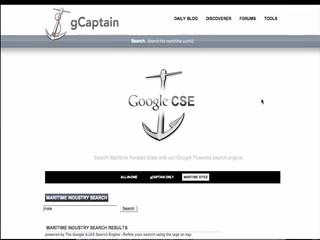 gCaptain
DAILY BLOG DISCOVERER FORUMS TOOLS
Search. Search the maritime world.
Google CSE
Search Maritime Related Sites with our Google Powered search engine.
ALL-IN-ONE gCAPTAIN ONLY MARITIME SITES
MARITIME INDUSTRY SEARCH
Search
MARITIME INDUSTRY SEARCH RESULTS
powered by The Google AJAX Search Engine - Refine your search using the tags on top